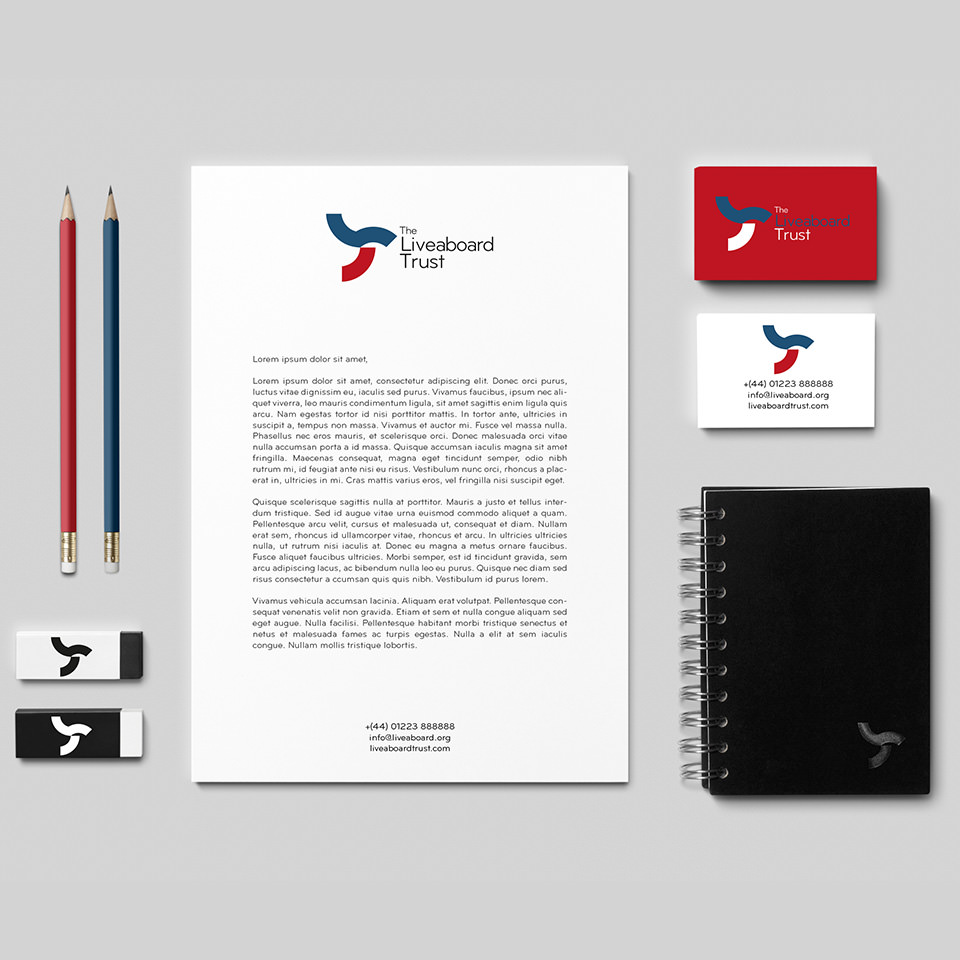 The
Liveaboard
Trust
Lorem ipsum dolor sit amet,
Lorem ipsum dolor sit amet, consectetur adipiscing elit. Donec orci purus,
luctus vitae dignissim eu, iaculis sed purus. Vivamus faucibus, ipsum nec ali-
quet viverra, leo mauris condimentum ligula, sit amet sagittis enim ligula quis
arcu. Nam egestas tortor id nisi porttitor mattis. In tortor ante, ultricies in
suscipit a, tempus non massa. Vivamus et auctor mi. Fusce vel massa nulla.
Phasellus nec eros mauris, et scelerisque orci. Donec malesuada orci vitae
nulla accumsan porta a id massa. Quisque accumsan iaculis magna sit amet
fringilla. Maecenas consequat, magna eget tincidunt semper, odio nibh
rutrum mi, id feugiat ante nisi eu risus. Vestibulum nunc orci, rhoncus a plac-
erat in, ultricies in mi. Cras mattis varius eros, vel fringilla nisi suscipit eget.
Quisque scelerisque sagittis nulla at porttitor. Mauris a justo et tellus inter-
dum tristique. Sed id augue vitae urna euismod commodo aliquet a quam.
Pellentesque arcu velit, cursus et malesuada ut, consequat et diam. Nullam
erat sem, rhoncus id ullamcorper vitae, rhoncus et arcu. In ultricies ultricies
nulla, ut rutrum nisi iaculis at. Donec eu magna a metus ornare faucibus.
Fusce aliquet faucibus ultricies. Morbi semper, est id tincidunt gravida, sem
arcu adipiscing lacus, ac bibendum nulla leo eu purus. Quisque nec diam sed
risus consectetur a ccumsan quis quis nibh. Vestibulum id purus lorem.
Vivamus vehicula accumsan lacinia. Aliquam erat volutpat. Pellentesque con-
sequat venenatis velit non gravida. Etiam et sem et nulla congue aliquam sed
eget augue. Nulla facilisi. Pellentesque habitant morbi tristique senectus et
netus et malesuada fames ac turpis egestas. Nulla a elit at sem iaculis
congue. Nullam mollis tristique lobortis.
+(44) 01223 888888
info@liveaboard.org
liveaboardtrust.com
The
Liveaboard
Trust
+(44) 01223 888888
info@liveaboard.org
liveaboardtrust.com